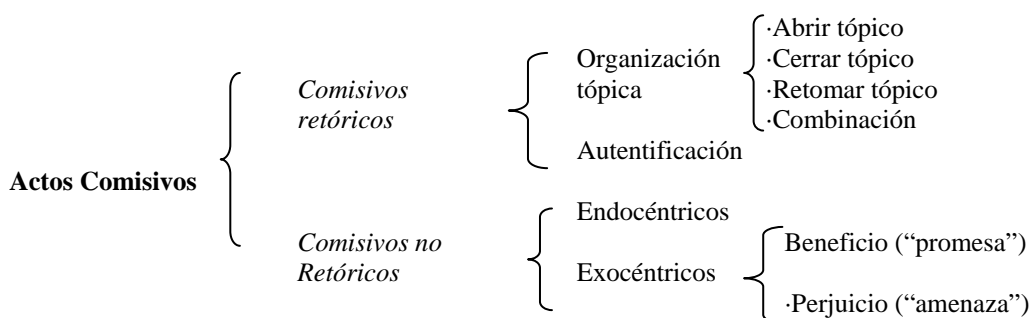 Actos Comisivos
Comisivos
retóricos
Organización
tópica
·Abrir tópico
·Cerrar tópico
·Retomar tópico
·Combinación
Autentificación
Comisivos no
Retóricos
Endocéntricos
Exocéntricos
Beneficio (“promesa”)
·Perjuicio (“amenaza”)